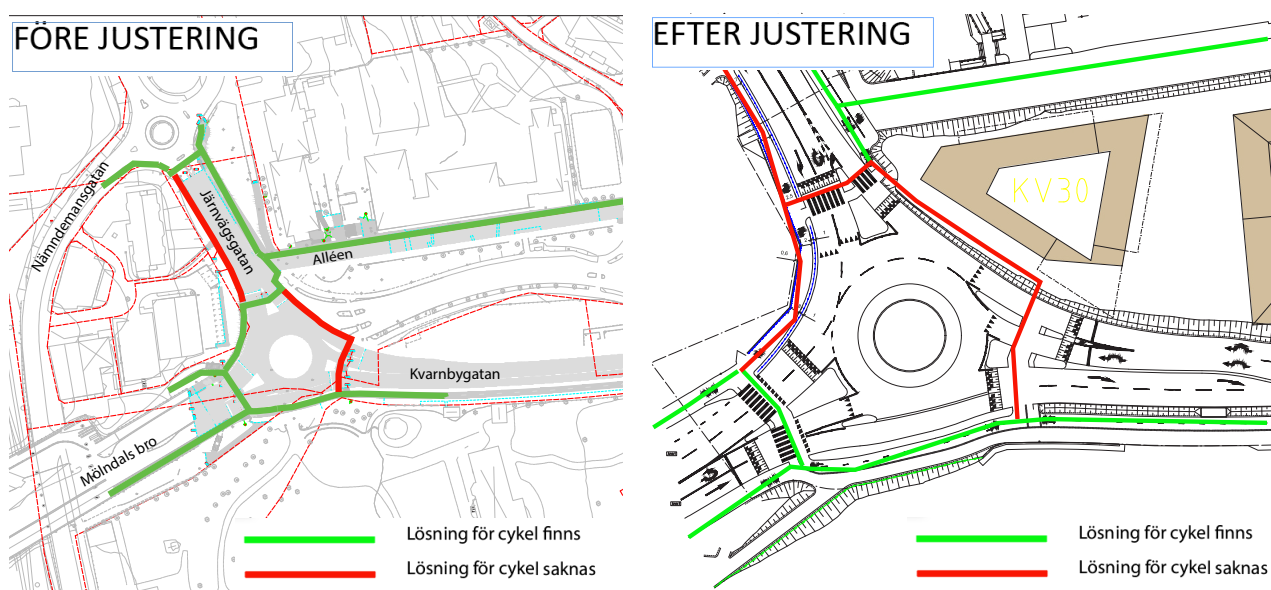 FÖRE JUSTERING
Nämndemansgatan
Järnvägsgatan
Alléen
Kvarnbygatan
Mölndals bro
Lösning för cykel finns
Lösning för cykel saknas
EFTER JUSTERING
KV30
Lösning för cykel finns
Lösning för cykel saknas